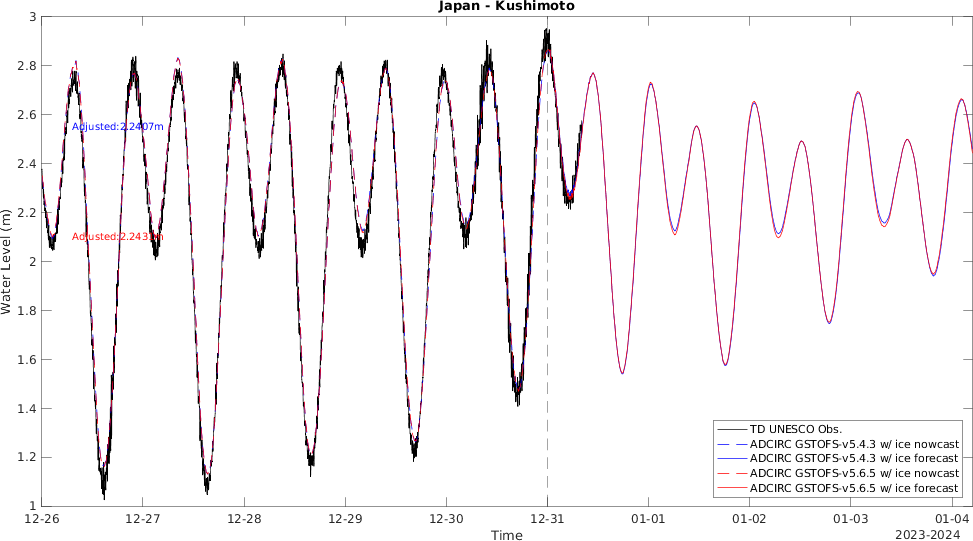 Japan - Kushimoto
3
2.8
2.6
2.4
2.2
2
1.8
1.6
1.4
1.2
1
Water Level (m)
Adjusted:2.2407m
TD UNESCO Obs.
ADCIRC GSTOFS-v5.4.3 w/ ice nowcast
ADCIRC GSTOFS-v5.4.3 w/ ice forecast
ADCIRC GSTOFS-v5.6.5 w/ ice nowcast
ADCIRC GSTOFS-v5.6.5 w/ ice forecast
12-26 12-27 12-28 12-29 12-30 12-31 01-01 01-02 01-03 01-04
Time
2023-2024